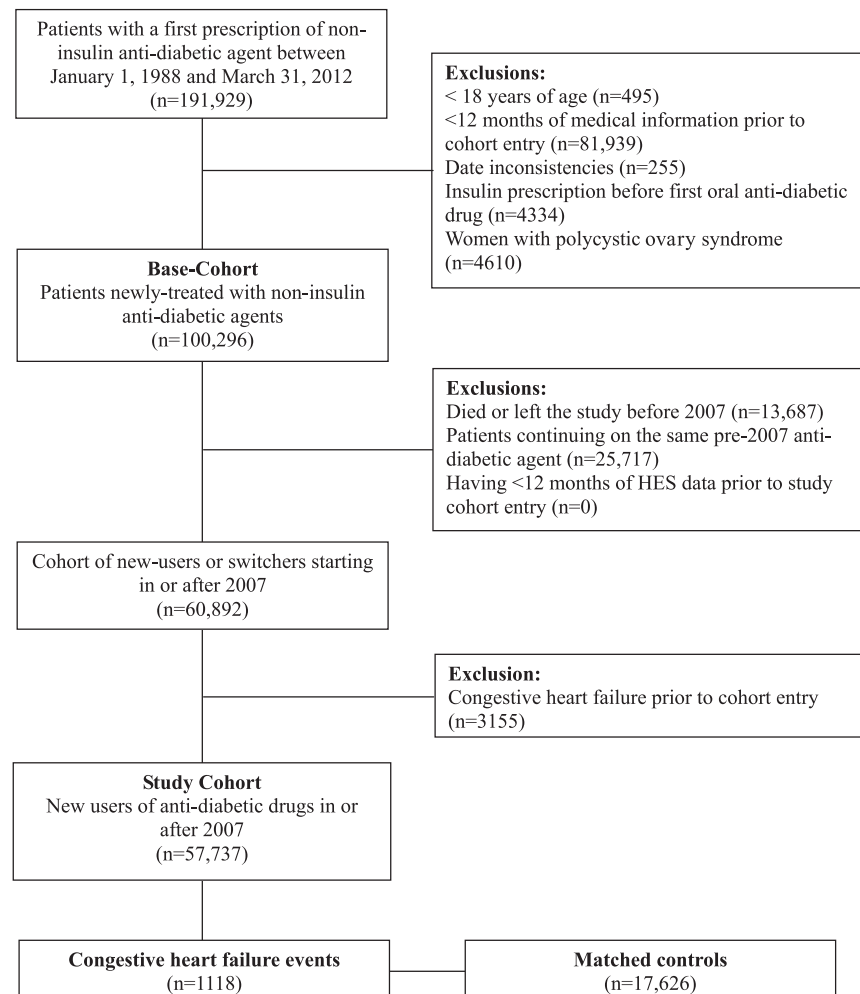 Patients with a first prescription of non-
insulin anti-diabetic agent between
January 1, 1988 and March 31, 2012
(n=191,929)
Exclusions:
< 18 years of age (n=495)
<12 months of medical information prior to
cohort entry (n=81,939)
Date inconsistencies (n=255)
Insulin prescription before first oral anti-diabetic
drug (n=4334)
Women with polycystic ovary syndrome
(n=4610)
Base-Cohort
Patients newly-treated with non-insulin
anti-diabetic agents
(n=100,296)
Exclusions:
Died or left the study before 2007 (n=13,687)
Patients continuing on the same pre-2007 anti-
diabetic agent (n=25,717)
Having <12 months of HES data prior to study
cohort entry (n=0)
Cohort of new-users or switchers starting
in or after 2007
(n=60,892)
Exclusion:
Congestive heart failure prior to cohort entry
(n=3155)
Study Cohort
New users of anti-diabetic drugs in or
after 2007
(n=57,737)
Congestive heart failure events
(n=1118)
Matched controls
(n=17,626)